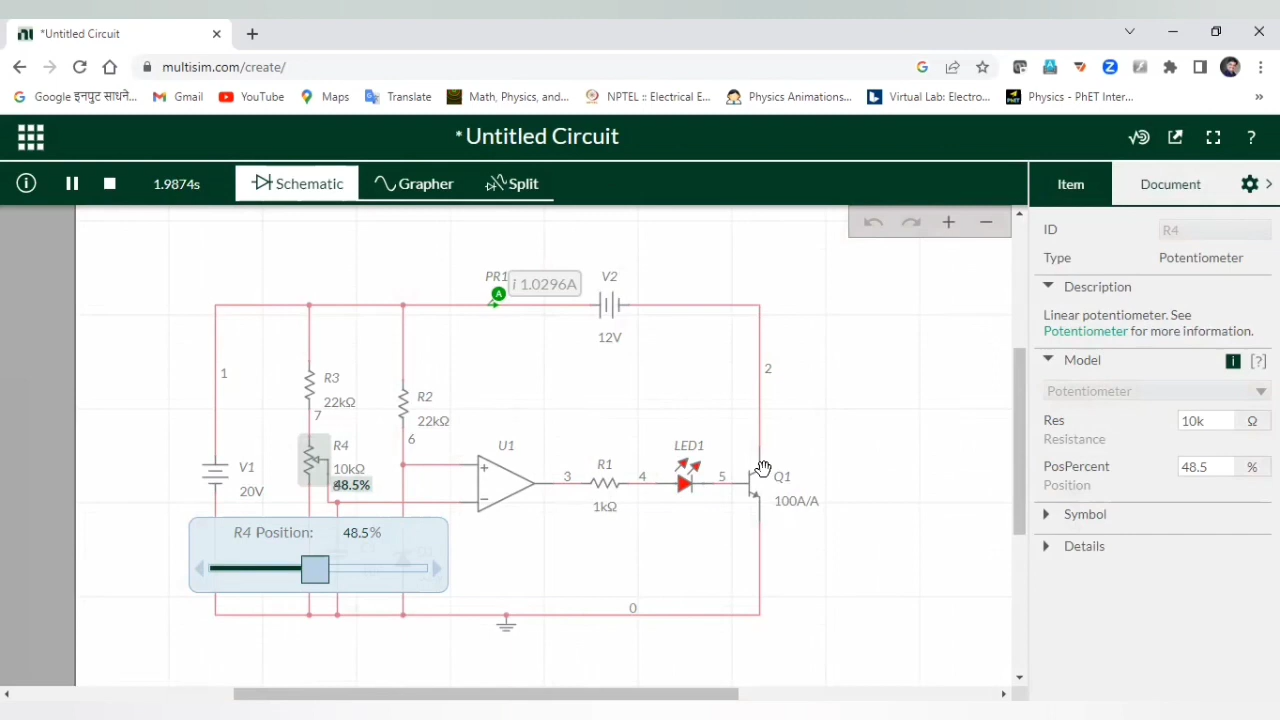 *Untitled Circuit
multisim.com/create/
Google इनपुट साधने...
Gmail
YouTube
Maps
Translate
Math, Physics, and...
NPTEL :: Electrical E...
Physics Animations...
Virtual Lab: Electro...
Physics - PhET Inter...
»
*Untitled Circuit
?
1.9874s
Schematic
Grapher
Split
Item
Document
ID
R4
Type
Potentiometer
Description
Linear potentiometer. See
Potentiometer for more information.
Model
i
[?]
Potentiometer
Res
10k
Ω
Resistance
PosPercent
48.5
%
Position
Symbol
Details
PR1
A
i 1.0296A
V2
12V
1
2
R3
22kΩ
7
R2
22kΩ
6
R4
10kΩ
48.5%
V1
20V
U1
3
R1
1kΩ
4
LED1
5
Q1
100A/A
R4 Position:
48.5%
0